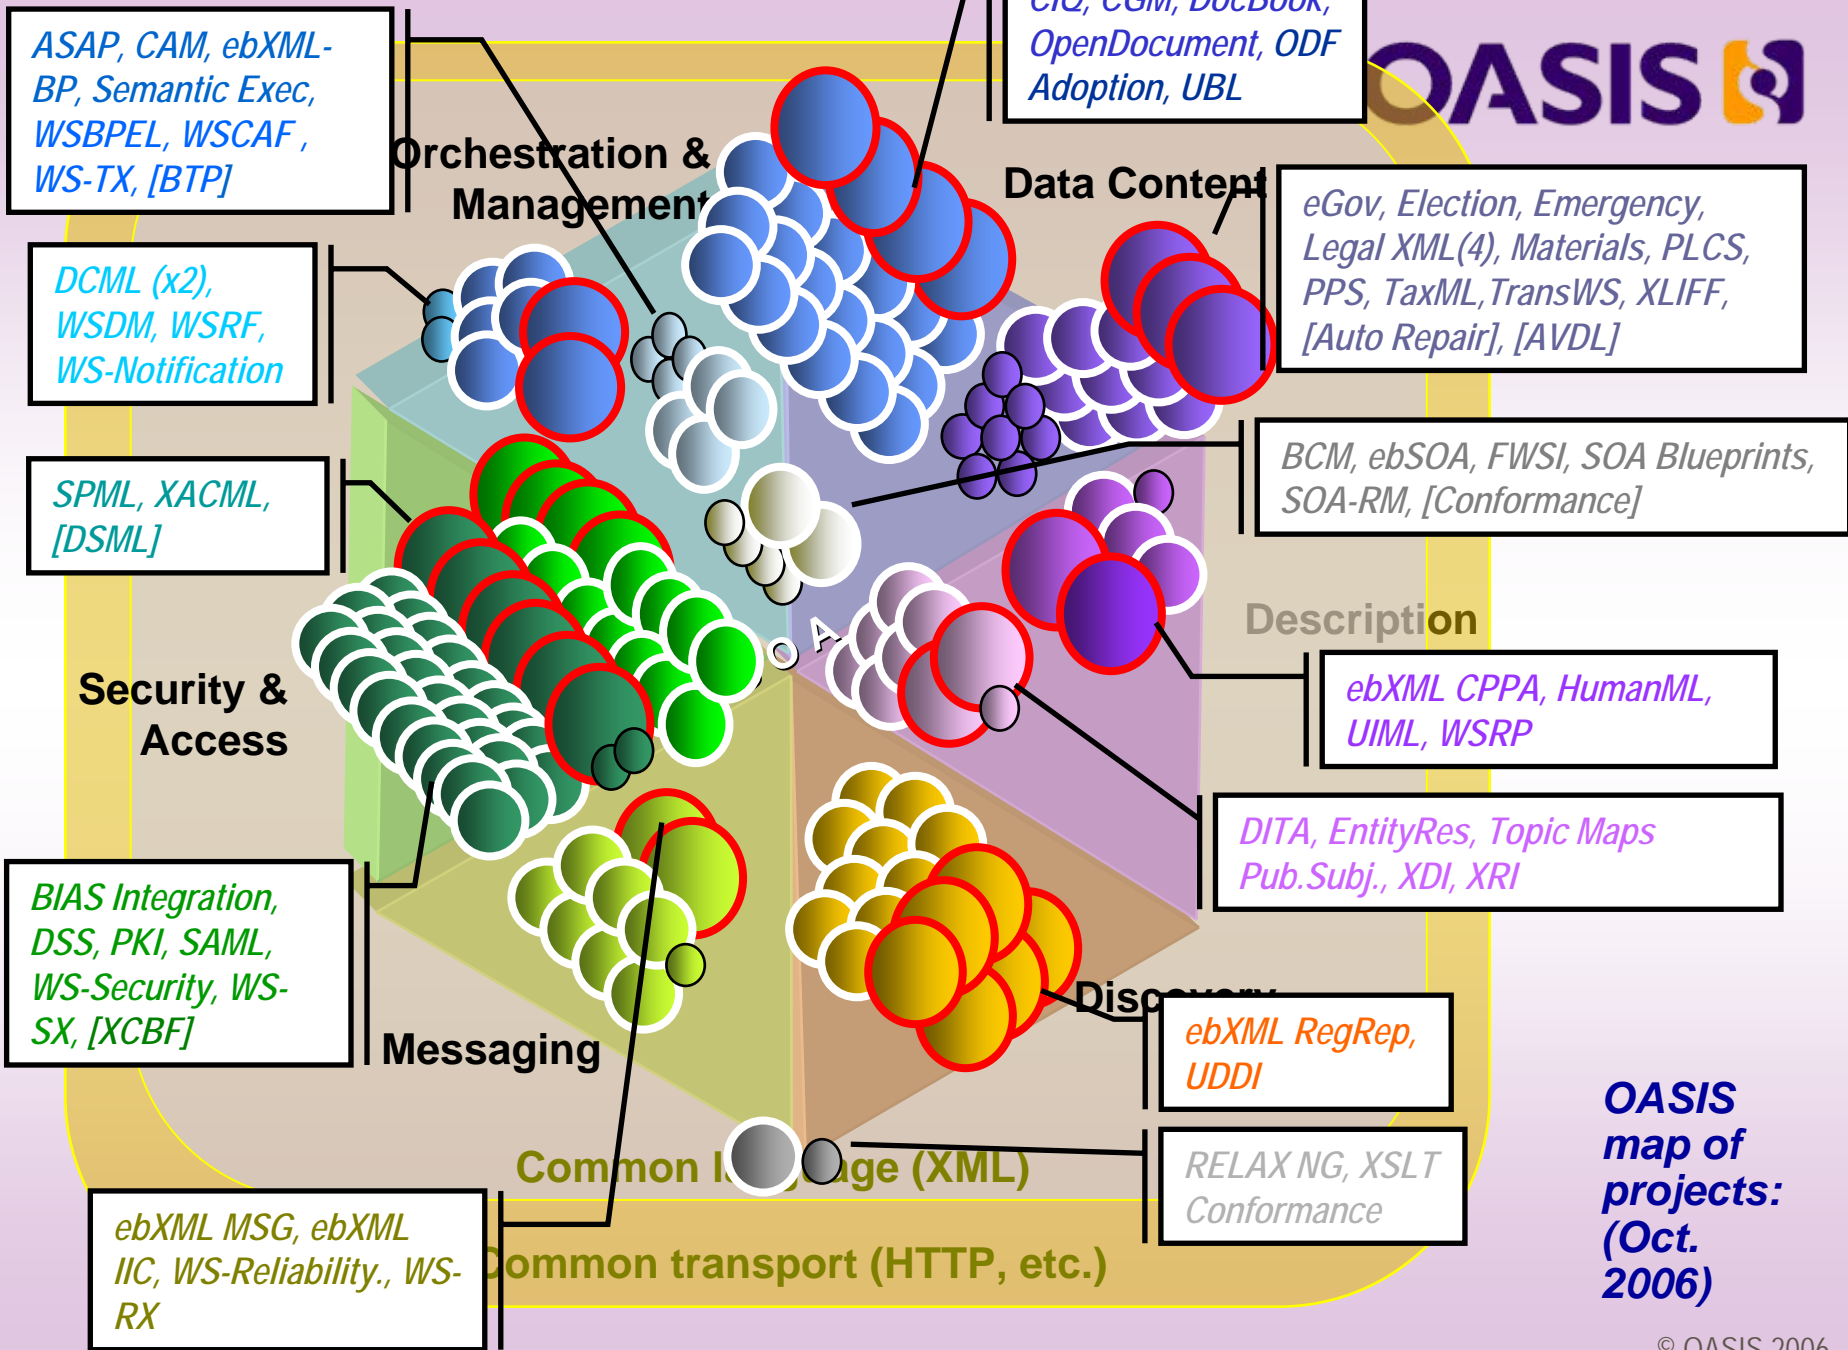 CIQ, CGM, DocBook,
OpenDocument, ODF
Adoption, UBL
OASIS
ASAP, CAM, ebXML-
BP, Semantic Exec,
WSBPEL, WSCAF ,
WS-TX, [BTP]
Orchestration &
Management
Data Content
eGov, Election, Emergency,
Legal XML(4), Materials, PLCS,
PPS, TaxML,TransWS, XLIFF,
[Auto Repair], [AVDL]
DCML (x2),
WSDM, WSRF,
WS-Notification
BCM, ebSOA, FWSI, SOA Blueprints,
SOA-RM, [Conformance]
SPML, XACML,
[DSML]
O A
Description
Security &
Access
ebXML CPPA, HumanML,
UIML, WSRP
DITA, EntityRes, Topic Maps
Pub.Subj., XDI, XRI
BIAS Integration,
DSS, PKI, SAML,
WS-Security, WS-
SX, [XCBF]
Messaging
Discovery
ebXML RegRep,
UDDI
RELAX NG, XSLT
Conformance
Common language (XML)
ebXML MSG, ebXML
IIC, WS-Reliability., WS-
RX
Common transport (HTTP, etc.)
OASIS
map of
projects:
(Oct.
2006)
© OASIS 2006